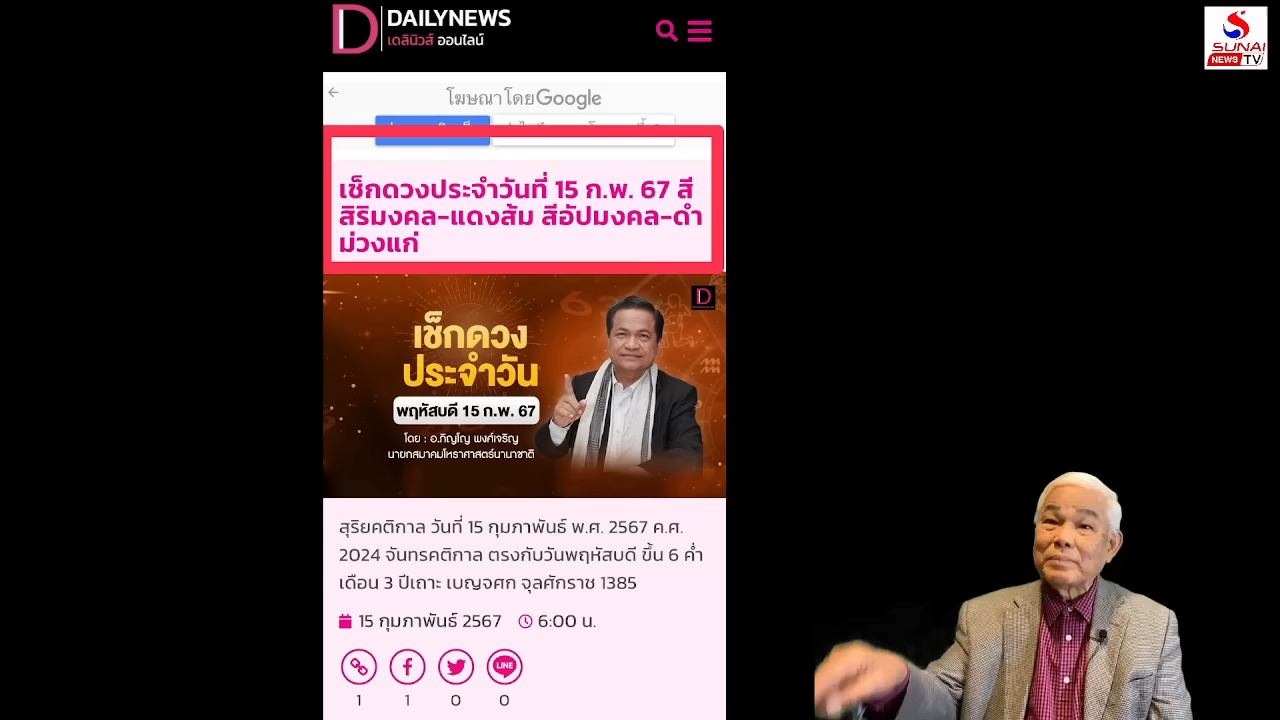 DAILYNEWS
เดลินิวส์ ออนไลน์
SUNAI
NEWS TV
โฆษณาโดย Google
เช็กดวงประจำวันที่ 15 ก.พ. 67 สี
สิริมงคล-แดงส้ม สีอัปมงคล-ดำ
ม่วงแก่
เช็กดวง
ประจำวัน
พฤหัสบดี 15 ก.พ. 67
โดย : อ.ภิญโญ พงศ์เจริญ
นายกสมาคมโหราศาสตร์นานาชาติ
สุริยคติกาล วันที่ 15 กุมภาพันธ์ พ.ศ. 2567 ค.ศ.
2024 จันทรคติกาล ตรงกับวันพฤหัสบดี ขึ้น 6 ค่ำ
เดือน 3 ปีเถาะ เบญจศก จุลศักราช 1385
15 กุมภาพันธ์ 2567 6:00 น.
LINE
1 1 0 0